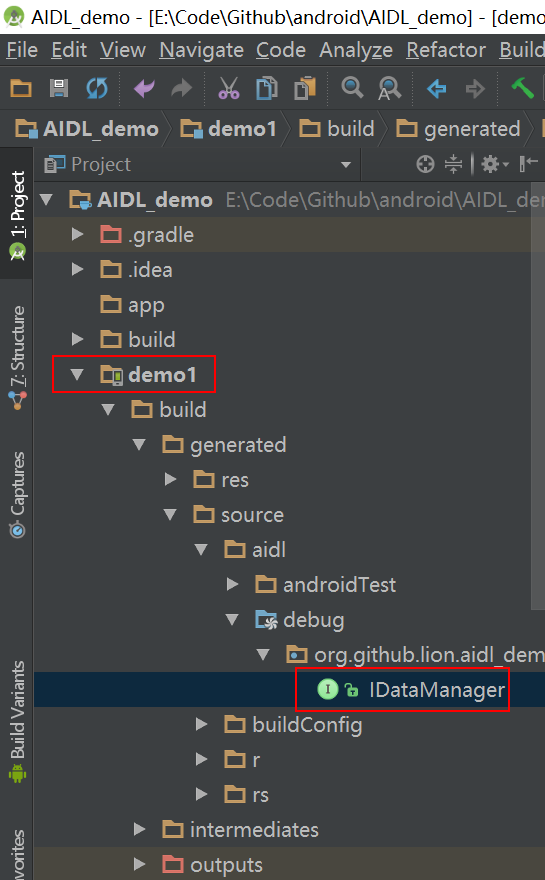 AIDL_demo - [E:\Code\Github\android\AIDL_demo] - [demo
File Edit View Navigate Code Analyze Refactor Build
AIDL_demo demo1 build generated
Project
AIDL_demo E:\Code\Github\android\AIDL_de
.gradle
.idea
app
build
demo1
build
generated
res
source
aidl
androidTest
debug
org.github.lion.aidl_dem
I IDataManager
buildConfig
r
rs
intermediates
outputs
1: Project
7: Structure
Captures
Build Variants
vorites